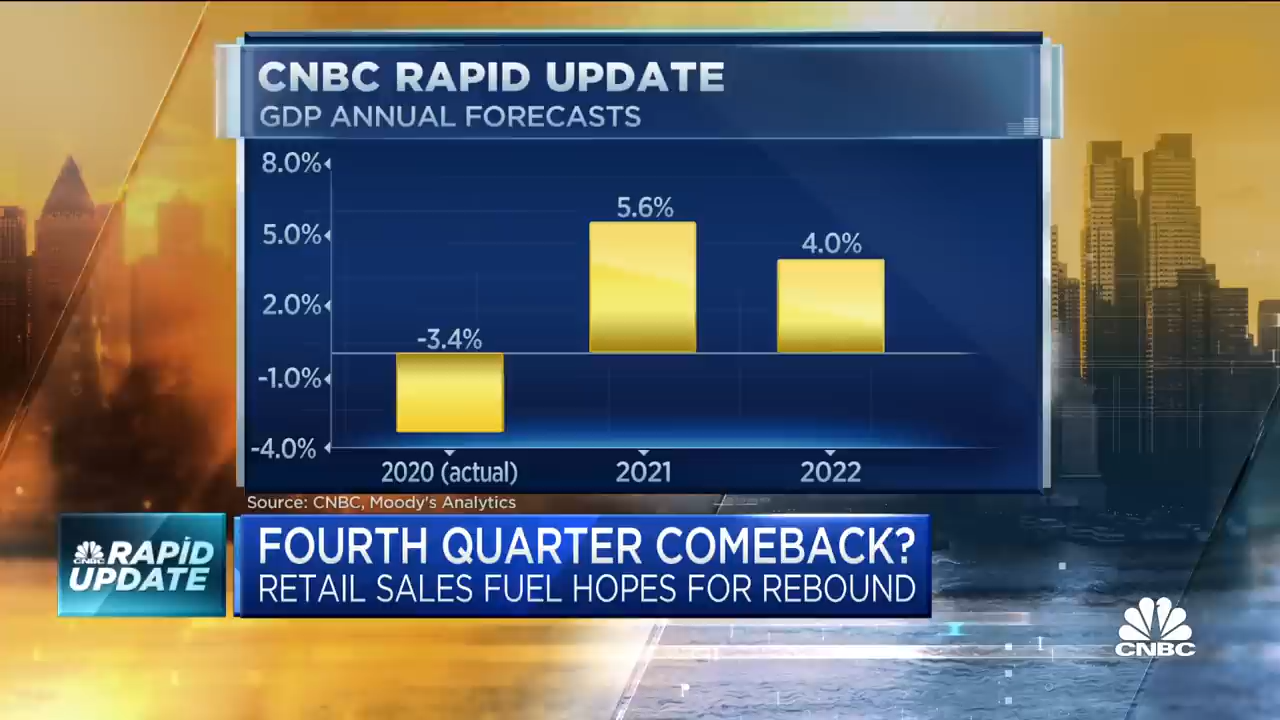 CNBC RAPID UPDATE
GDP ANNUAL FORECASTS
8.0%
5.0%
2.0%
-1.0%
-4.0%
-3.4%
5.6%
4.0%
2020 (actual)
2021
2022
Source: CNBC, Moody's Analytics
CNBC RAPID
UPDATE
FOURTH QUARTER COMEBACK?
RETAIL SALES FUEL HOPES FOR REBOUND
CNBC